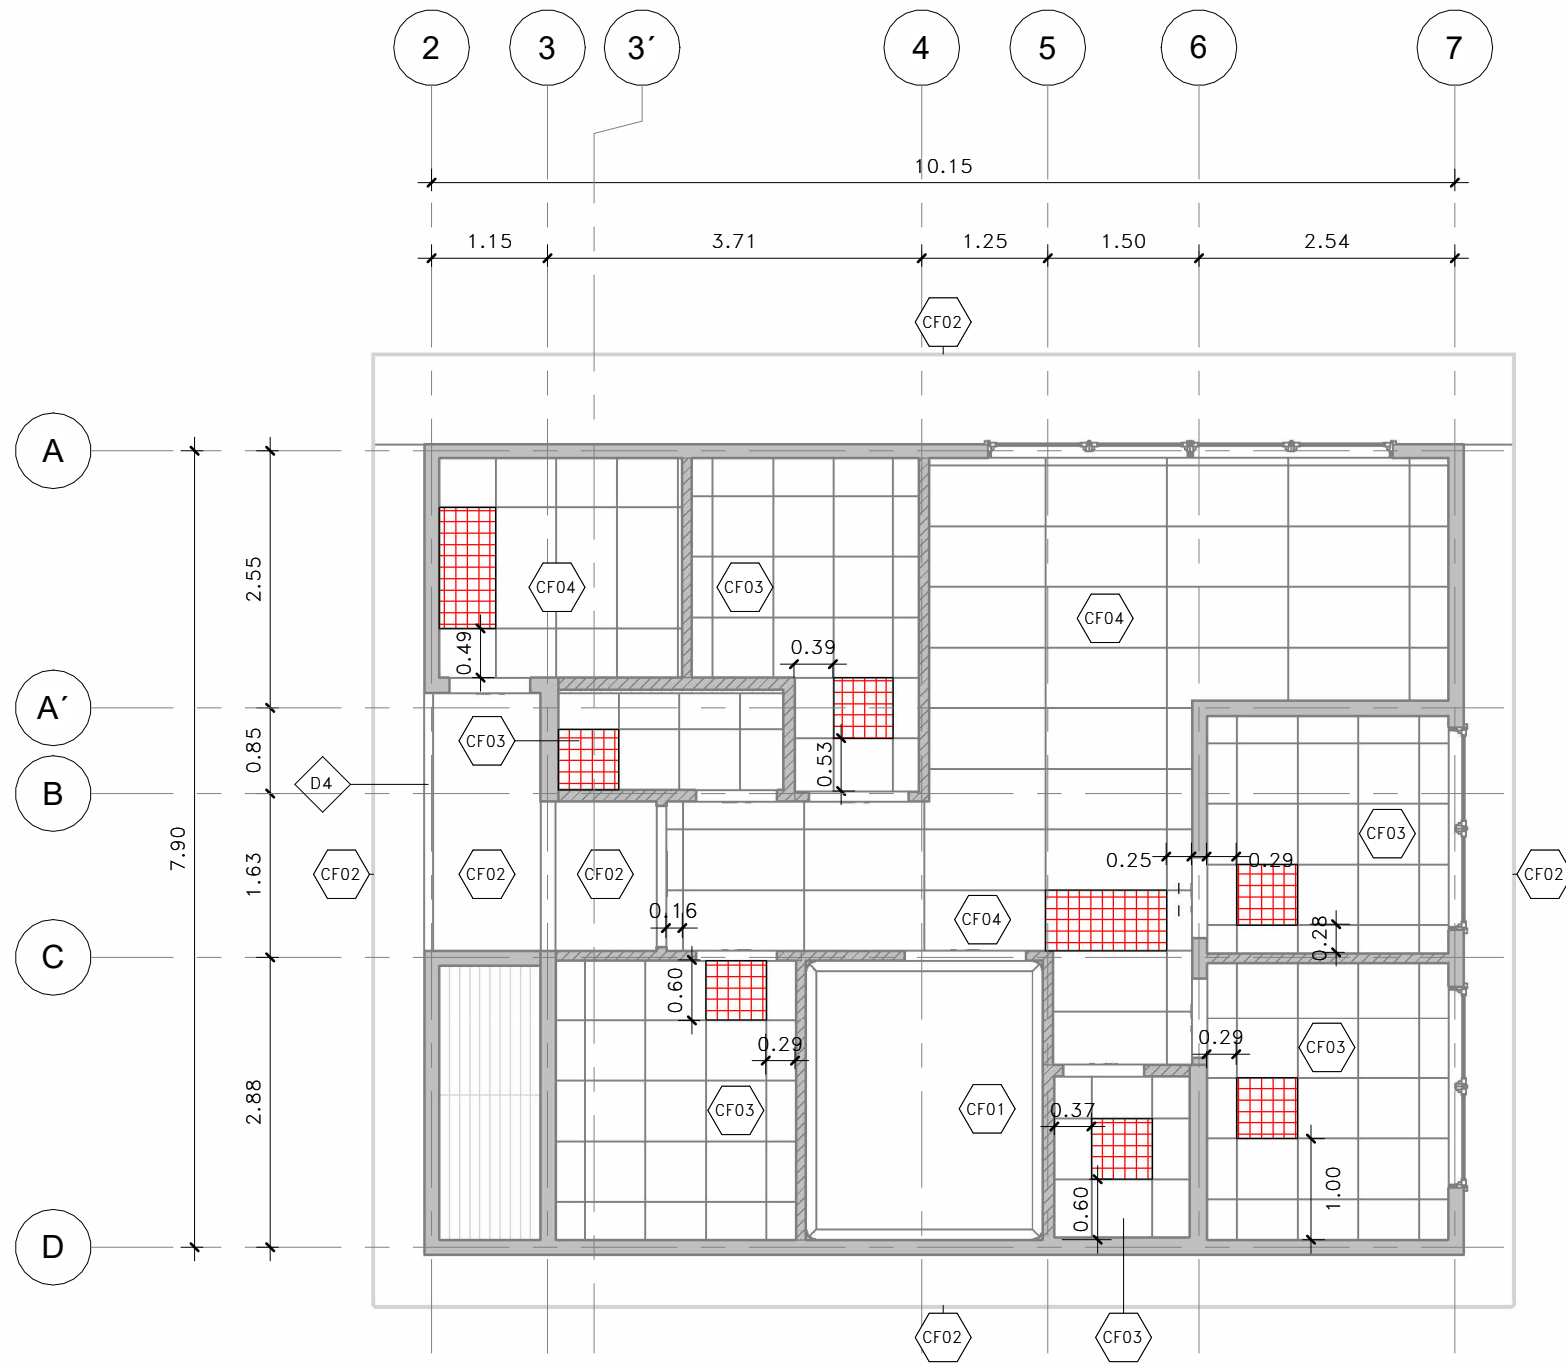 2 3 3´ 4 5 6 7
10.15
1.15 3.71 1.25 1.50 2.54
CF02
A
2.55
CF04 CF03
CF04
0.49 0.39
A´
CF03
0.85
0.53
D4
B
CF03
7.90
1.63
0.25 0.29
CF02 CF02 CF02 CF02
0.16 CF04
0.28
C
0.60
0.29 0.29 CF03
2.88
CF03 CF01 0.37
0.60 1.00
D
CF02 CF03